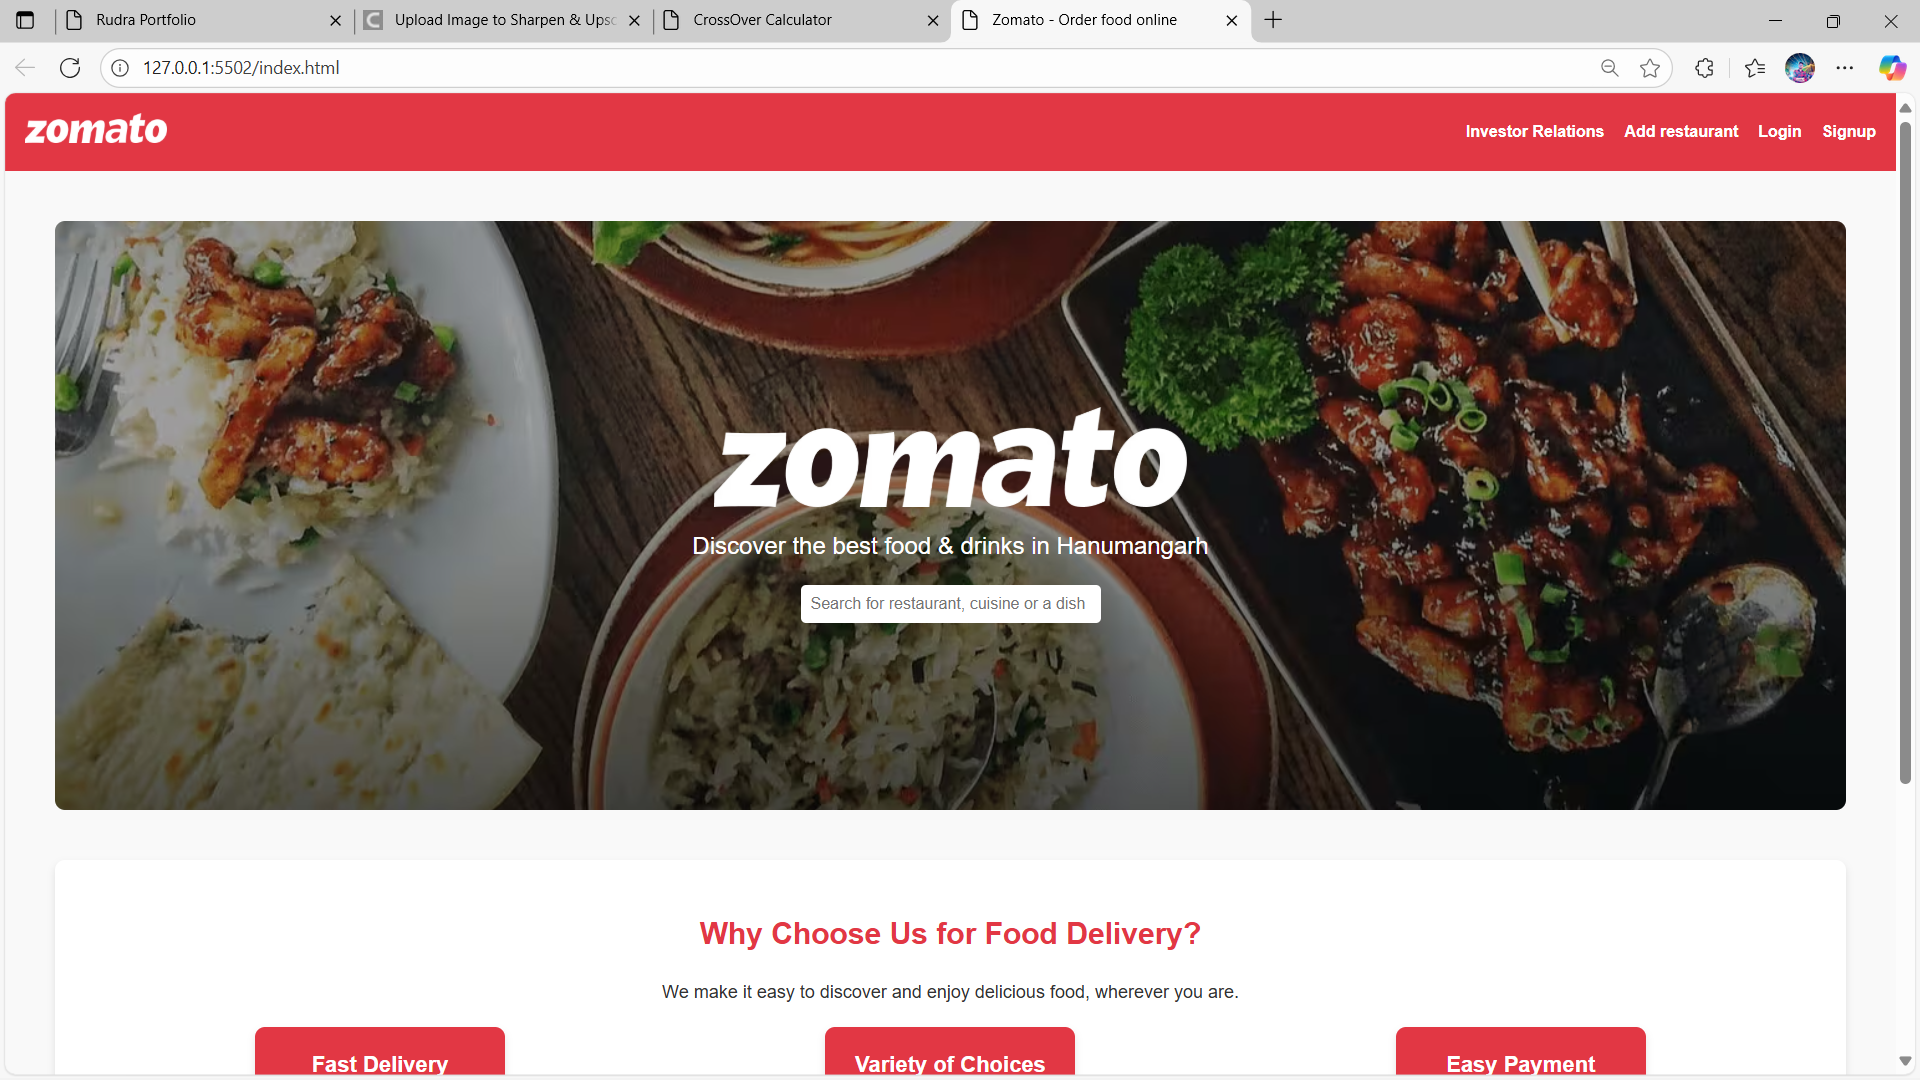 Rudra Portfolio
Upload Image to Sharpen & Upsc
CrossOver Calculator
Zomato - Order food online
127.0.0.1:5502/index.html
zomato
Investor Relations
Add restaurant
Login
Signup
zomato
Discover the best food & drinks in Hanumangarh
Search for restaurant, cuisine or a dish
Why Choose Us for Food Delivery?
We make it easy to discover and enjoy delicious food, wherever you are.
Fast Delivery
Variety of Choices
Easy Payment